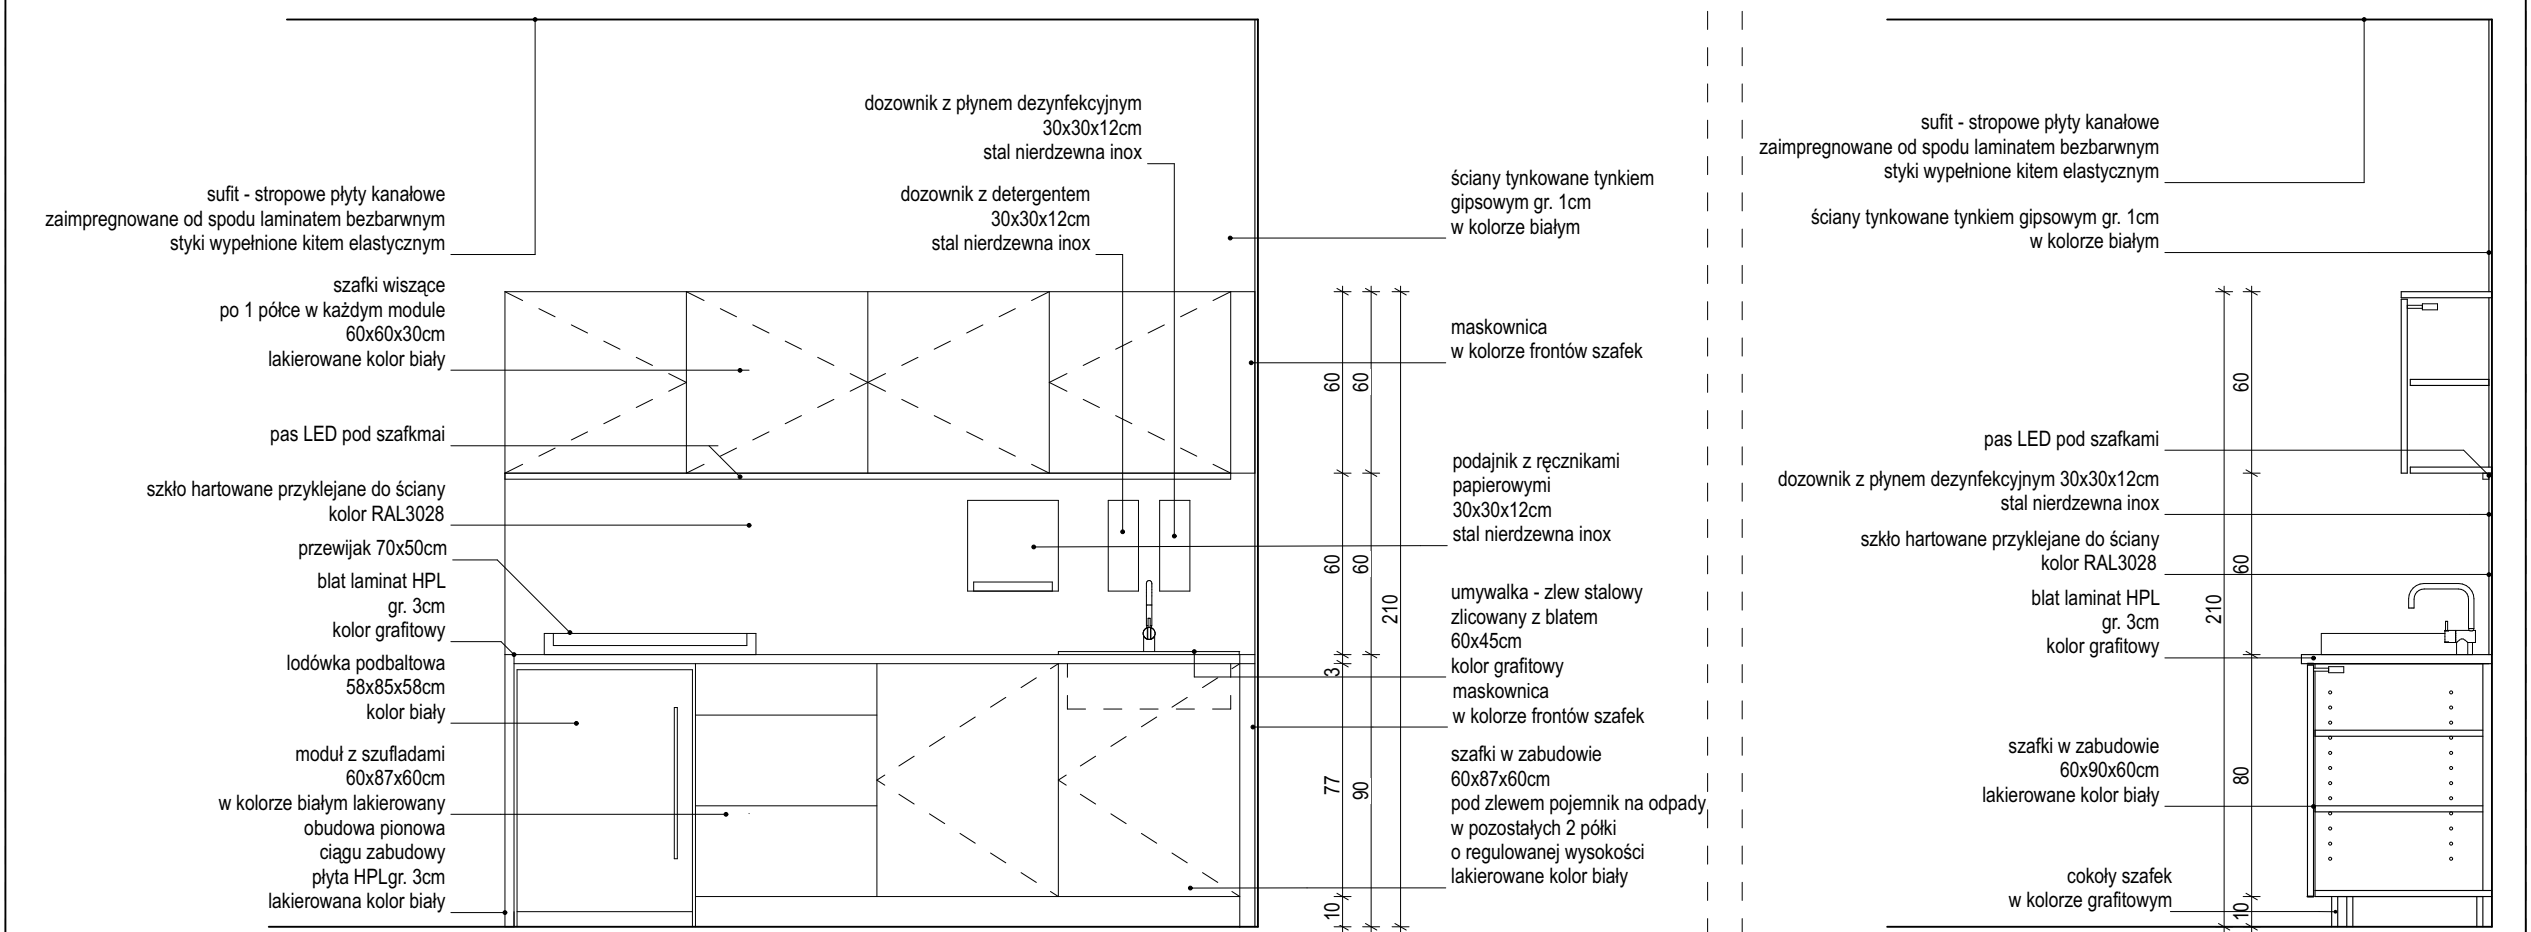 dozownik z płynem dezynfekcyjnym
30x30x12cm
stal nierdzewna inox
dozownik z detergentem
30x30x12cm
stal nierdzewna inox
sufit - stropowe płyty kanałowe
zaimpregnowane od spodu laminatem bezbarwnym
styki wypełnione kitem elastycznym
szafki wiszące
po 1 półce w każdym module
60x60x30cm
lakierowane kolor biały
pas LED pod szafkmai
szkło hartowane przyklejane do ściany
kolor RAL3028
przewijak 70x50cm
blat laminat HPL
gr. 3cm
kolor grafitowy
lodówka podbaltowa
58x85x58cm
kolor biały
moduł z szufladami
60x87x60cm
w kolorze białym lakierowany
obudowa pionowa
ciągu zabudowy
płyta HPLgr. 3cm
lakierowana kolor biały
60
60
60
60
210
3
77
90
10
ściany tynkowane tynkiem
gipsowym gr. 1cm
w kolorze białym
maskownica
w kolorze frontów szafek
podajnik z ręcznikami
papierowymi
30x30x12cm
stal nierdzewna inox
umywalka - zlew stalowy
zlicowany z blatem
60x45cm
kolor grafitowy
maskownica
w kolorze frontów szafek
szafki w zabudowie
60x87x60cm
pod zlewem pojemnik na odpady
w pozostałych 2 półki
o regulowanej wysokości
lakierowane kolor biały
sufit - stropowe płyty kanałowe
zaimpregnowane od spodu laminatem bezbarwnym
styki wypełnione kitem elastycznym
ściany tynkowane tynkiem gipsowym gr. 1cm
w kolorze białym
pas LED pod szafkami
dozownik z płynem dezynfekcyjnym 30x30x12cm
stal nierdzewna inox
szkło hartowane przyklejane do ściany
kolor RAL3028
blat laminat HPL
gr. 3cm
kolor grafitowy
szafki w zabudowie
60x90x60cm
lakierowane kolor biały
cokoły szafek
w kolorze grafitowym
60
60
210
80
10